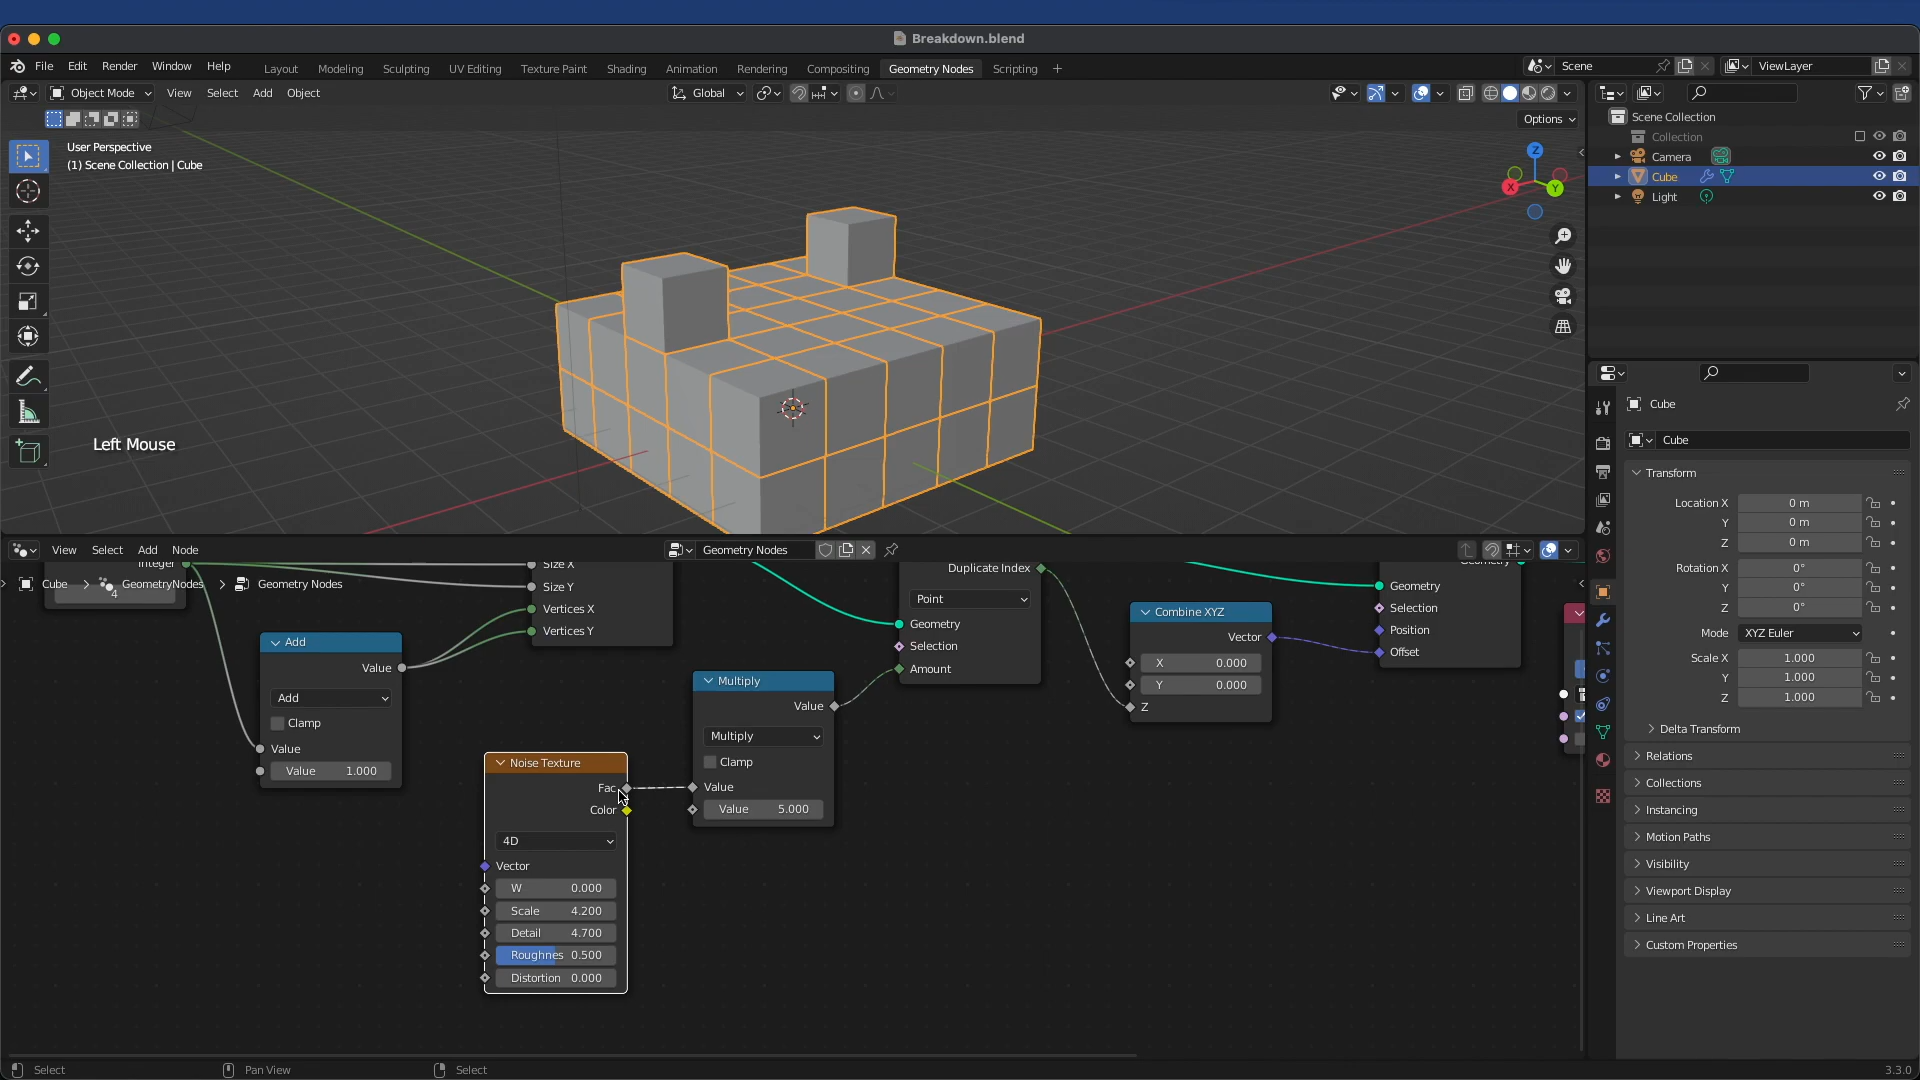 Breakdown.blend
File Edit Render Window Help
Layout Modeling Sculpting UV Editing Texture Paint Shading Animation Rendering Compositing Geometry Nodes Scripting +
Scene
ViewLayer
Object Mode View Select Add Object
Global
Options
User Perspective
(1) Scene Collection | Cube
Z
X
Y
Left Mouse
Scene Collection
Collection
Camera
Cube
Light
Cube
Cube
Transform
Location X 0 m
Y 0 m
Z 0 m
Rotation X 0°
Y 0°
Z 0°
Mode XYZ Euler
Scale X 1.000
Y 1.000
Z 1.000
Delta Transform
Relations
Collections
Instancing
Motion Paths
Visibility
Viewport Display
Line Art
Custom Properties
View Select Add Node
Geometry Nodes
Cube > GeometryNodes > Geometry Nodes
Integer
4
Size X
Size Y
Vertices X
Vertices Y
Add
Value
Add
Clamp
Value
Value 1.000
Noise Texture
Fac
Color
4D
Vector
W 0.000
Scale 4.200
Detail 4.700
Roughnes 0.500
Distortion 0.000
Multiply
Value
Multiply
Clamp
Value
Value 5.000
Duplicate Index
Point
Geometry
Selection
Amount
Combine XYZ
Vector
X 0.000
Y 0.000
Z
Geometry
Geometry
Selection
Position
Offset
Select
Pan View
Select
3.3.0